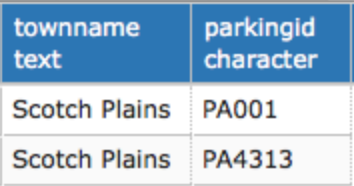 townname parkingid
text character
Scotch Plains PA001
Scotch Plains PA4313